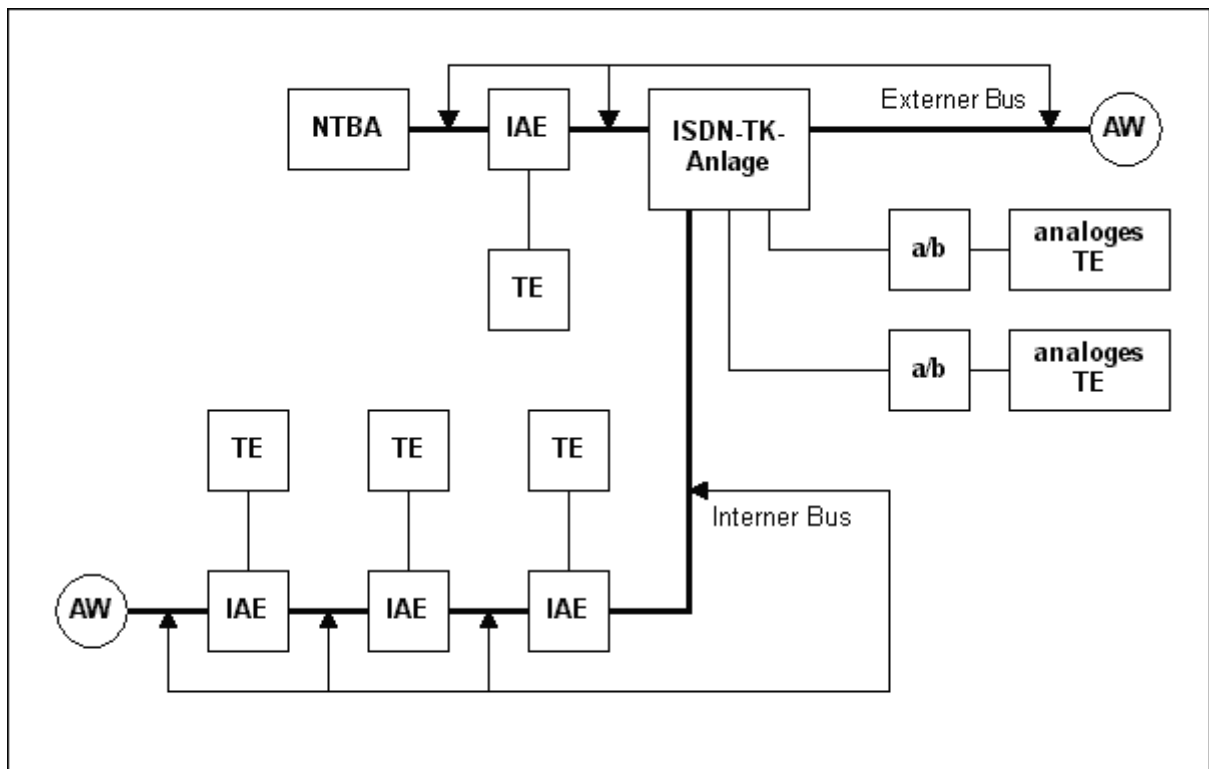 Externer Bus
NTBA
IAE
ISDN-TK-
Anlage
AW
TE
a/b
analoges
TE
a/b
analoges
TE
TE
TE
TE
Interner Bus
AW
IAE
IAE
IAE